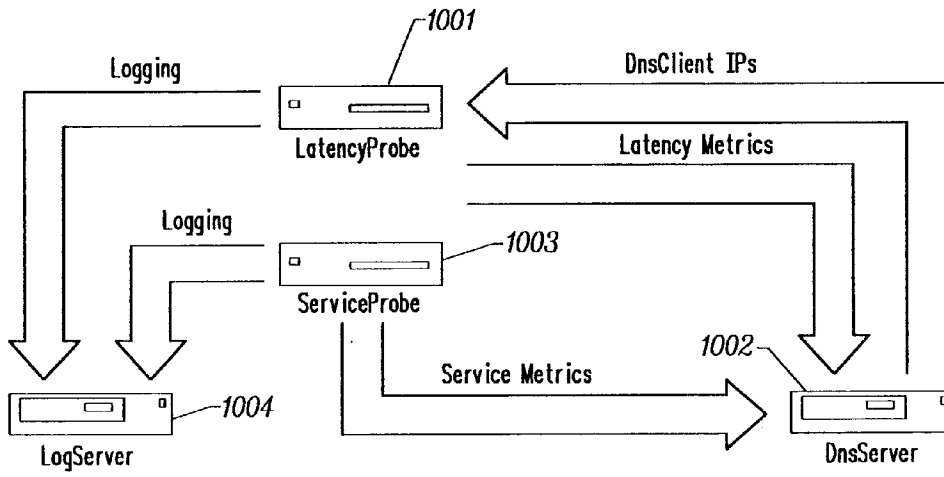 1001
Logging
DnsClient IPs
LatencyProbe
Latency Metrics
Logging
1003
ServiceProbe
1002
Service Metrics
1004
LogServer
DnsServer